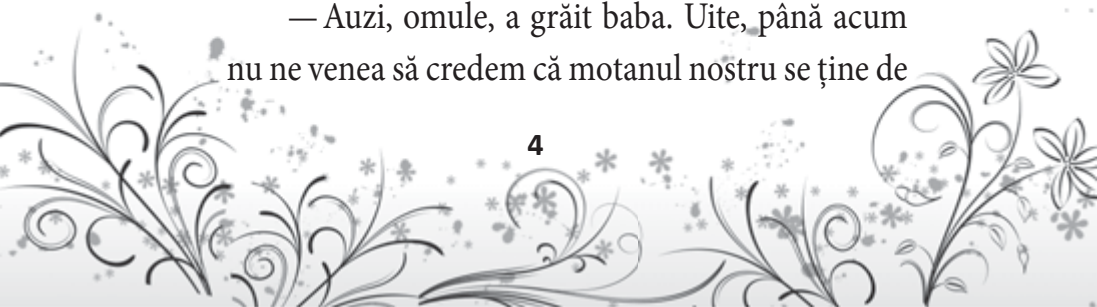 — Auzi, omule, a grăit baba. Uite, până acum
nu ne venea să credem că motanul nostru se ține de
4